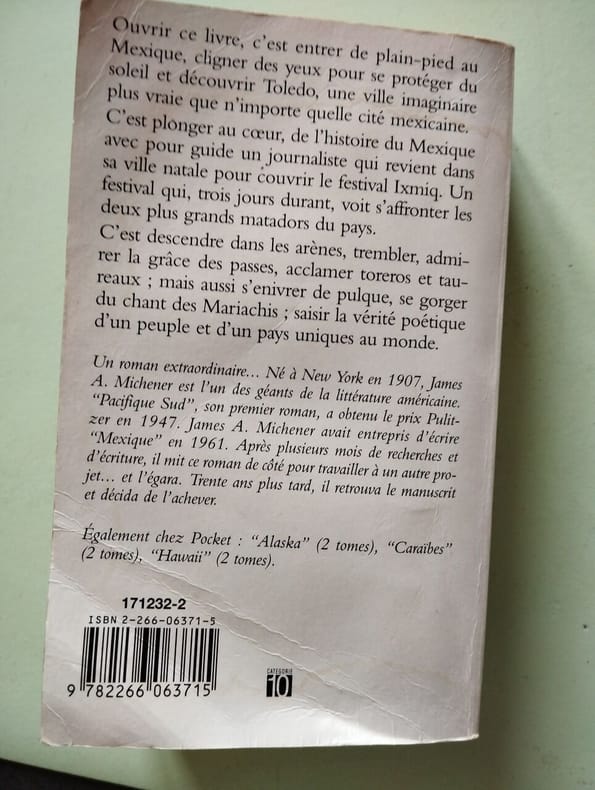 Ouvrir ce livre, c'est entrer de plain-pied au
Mexique, cligner des yeux pour se protéger du
soleil et découvrir Toledo, une ville imaginaire
plus vraie que n'importe quelle cité mexicaine.
C'est plonger au cœur, de l'histoire du Mexique
avec pour guide un journaliste qui revient dans
sa ville natale pour couvrir le festival Ixmiq. Un
festival qui, trois jours durant, voit s'affronter les
deux plus grands matadors du pays.
C'est descendre dans les arènes, trembler, admi-
rer la grâce des passes, acclamer toreros et tau-
reaux ; mais aussi s'enivrer de pulque, se gorger
du chant des Mariachis ; saisir la vérité poétique
d'un peuple et d'un pays uniques au monde.
Un roman extraordinaire... Né à New York en 1907, James
A. Michener est l'un des géants de la littérature américaine.
"Pacifique Sud", son premier roman, a obtenu le prix Pulit-
zer en 1947. James A. Michener avait entrepris d'écrire
"Mexique" en 1961. Après plusieurs mois de recherches et
d'écriture, il mit ce roman de côté pour travailler à un autre pro-
jet... et l'égara. Trente ans plus tard, il retrouva le manuscrit
et décida de l'achever.
Également chez Pocket : "Alaska" (2 tomes), "Caraïbes"
(2 tomes), "Hawaii" (2 tomes).
171232-2
ISBN 2-266-06371-5
9 782266 063715
CATÉGORIE
10